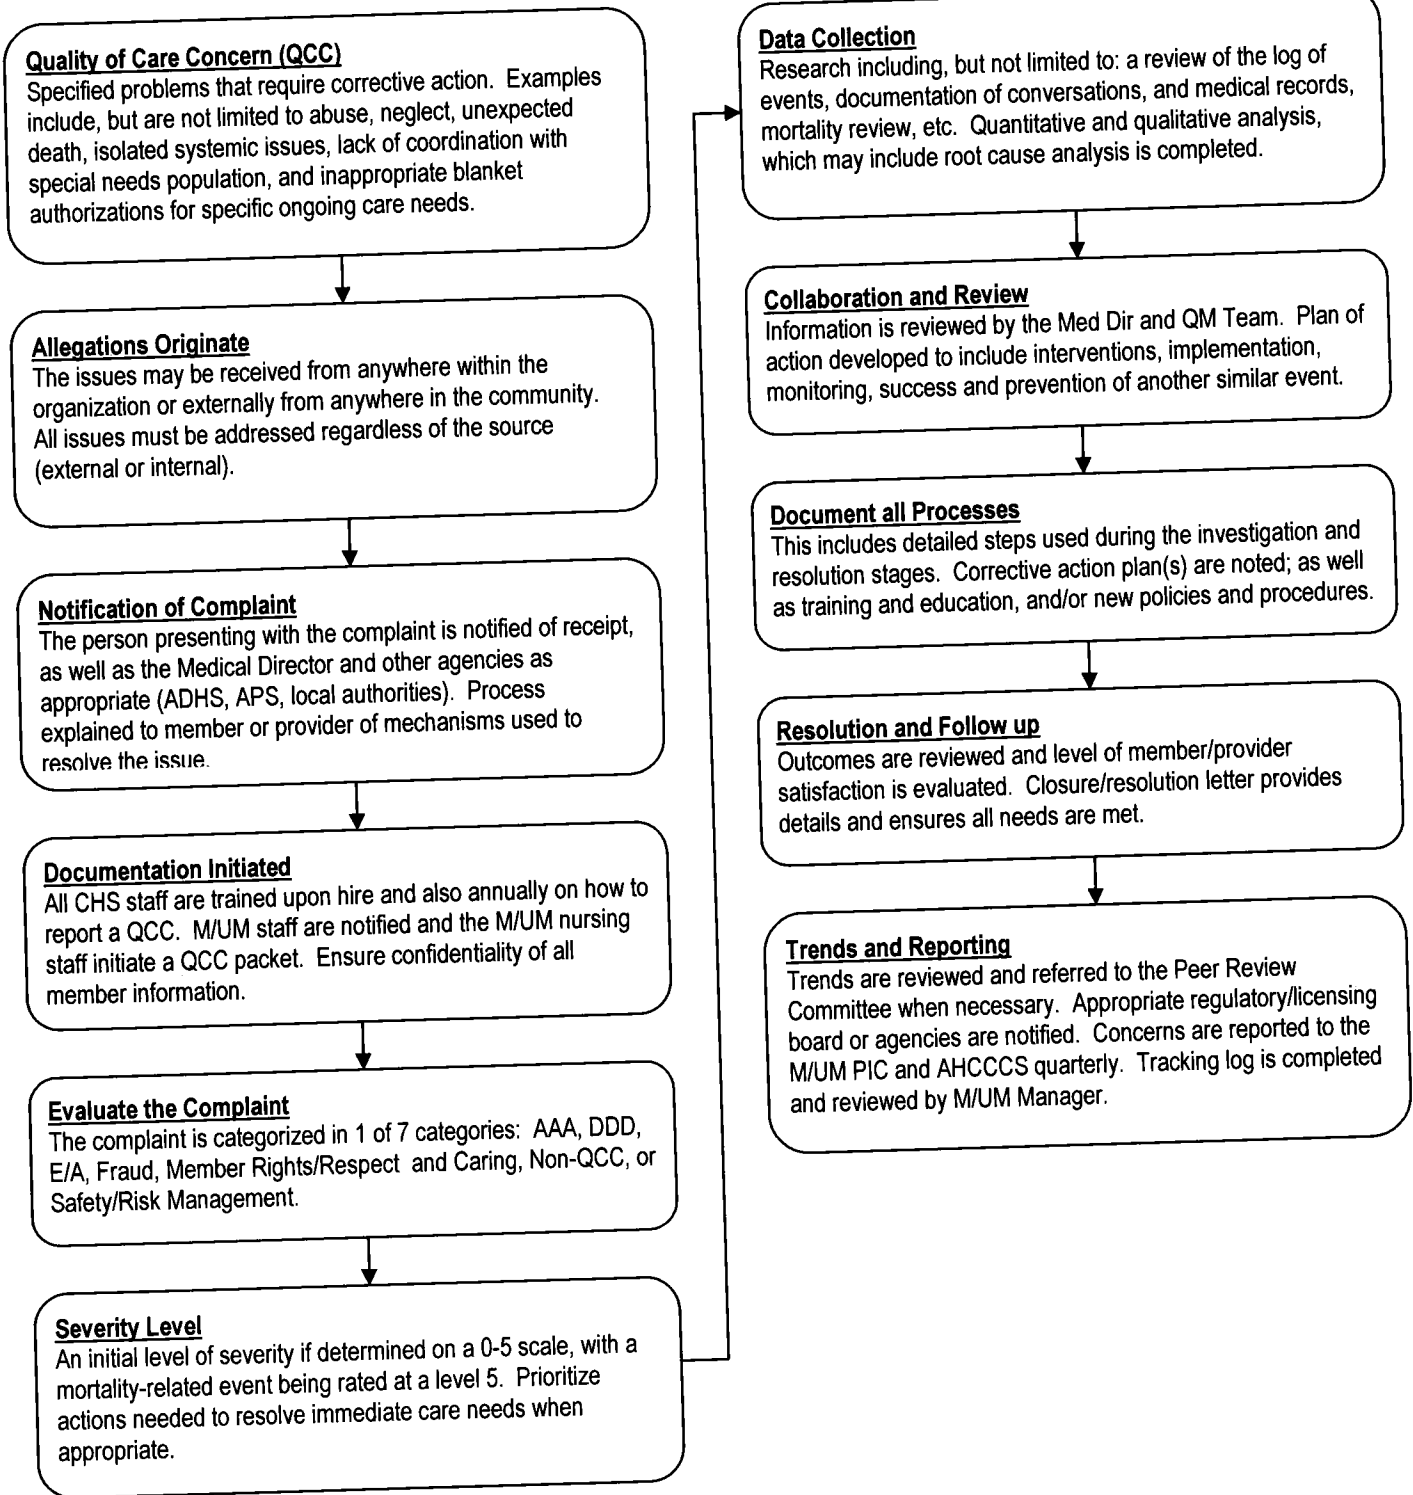 Quality of Care Concern (QCC)
Specified problems that require corrective action. Examples
include, but are not limited to abuse, neglect, unexpected
death, isolated systemic issues, lack of coordination with
special needs population, and inappropriate blanket
authorizations for specific ongoing care needs.
Allegations Originate
The issues may be received from anywhere within the
organization or externally from anywhere in the community.
All issues must be addressed regardless of the source
(external or internal).
Notification of Complaint
The person presenting with the complaint is notified of receipt,
as well as the Medical Director and other agencies as
appropriate (ADHS, APS, local authorities). Process
explained to member or provider of mechanisms used to
resolve the issue.
Documentation Initiated
All CHS staff are trained upon hire and also annually on how to
report a QCC. M/UM staff are notified and the M/UM nursing
staff initiate a QCC packet. Ensure confidentiality of all
member information.
Evaluate the Complaint
The complaint is categorized in 1 of 7 categories: AAA, DDD,
E/A, Fraud, Member Rights/Respect and Caring, Non-QCC, or
Safety/Risk Management.
Severity Level
An initial level of severity if determined on a 0-5 scale, with a
mortality-related event being rated at a level 5. Prioritize
actions needed to resolve immediate care needs when
appropriate.
Data Collection
Research including, but not limited to: a review of the log of
events, documentation of conversations, and medical records,
mortality review, etc. Quantitative and qualitative analysis,
which may include root cause analysis is completed.
Collaboration and Review
Information is reviewed by the Med Dir and QM Team. Plan of
action developed to include interventions, implementation,
monitoring, success and prevention of another similar event.
Document all Processes
This includes detailed steps used during the investigation and
resolution stages. Corrective action plan(s) are noted; as well
as training and education, and/or new policies and procedures.
Resolution and Follow up
Outcomes are reviewed and level of member/provider
satisfaction is evaluated. Closure/resolution letter provides
details and ensures all needs are met.
Trends and Reporting
Trends are reviewed and referred to the Peer Review
Committee when necessary. Appropriate regulatory/licensing
board or agencies are notified. Concerns are reported to the
M/UM PIC and AHCCCS quarterly. Tracking log is completed
and reviewed by M/UM Manager.